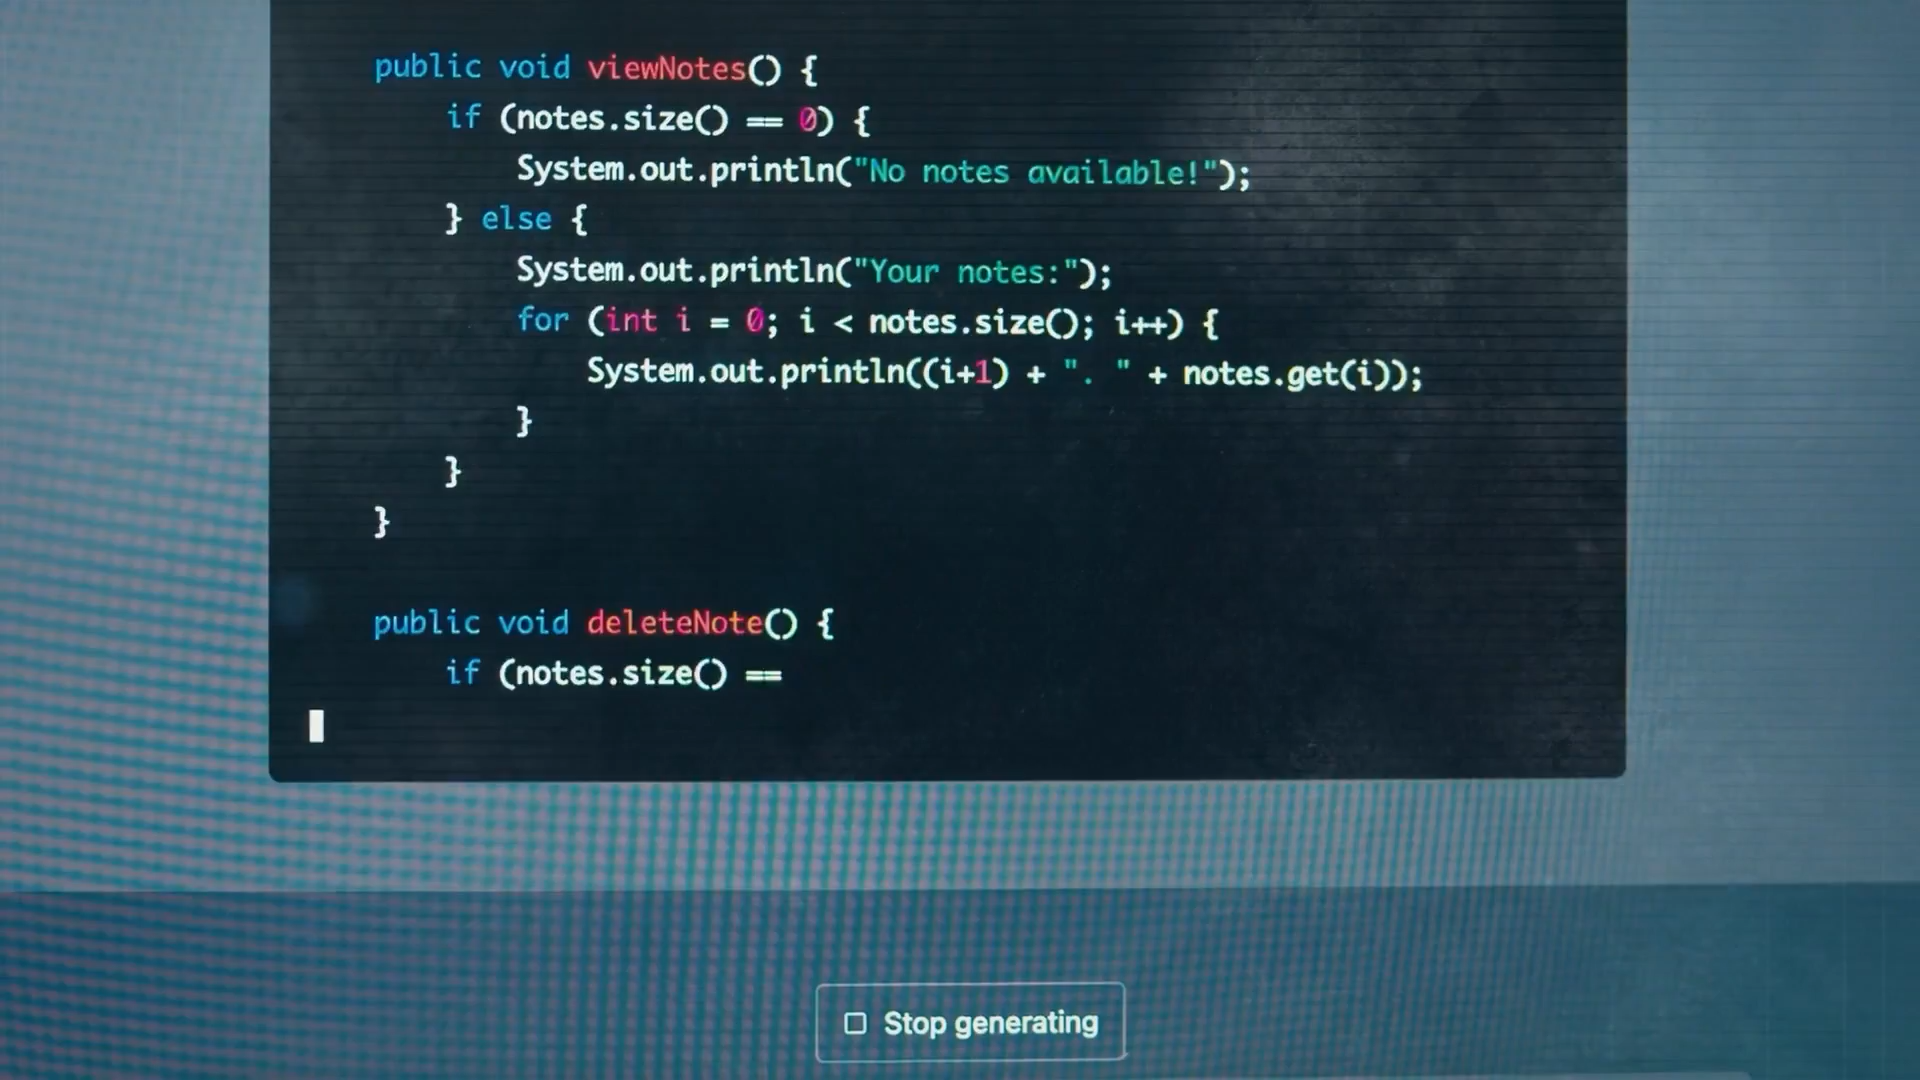 public void viewNotes() {
if (notes.size() == 0) {
System.out.println("No notes available!");
} else {
System.out.println("Your notes:");
for (int i = 0; i < notes.size(); i++) {
System.out.println((i+1) + ". " + notes.get(i));
}
}
}
public void deleteNote() {
if (notes.size() ==
Stop generating